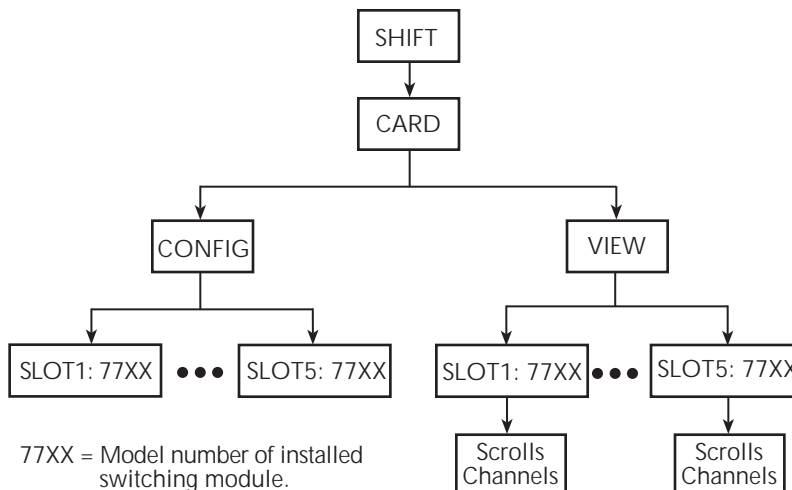 SHIFT
CARD
CONFIG
VIEW
SLOT1: 77XX
SLOT5: 77XX
SLOT1: 77XX
SLOT5: 77XX
Scrolls
Channels
Scrolls
Channels
77XX = Model number of installed
switching module.